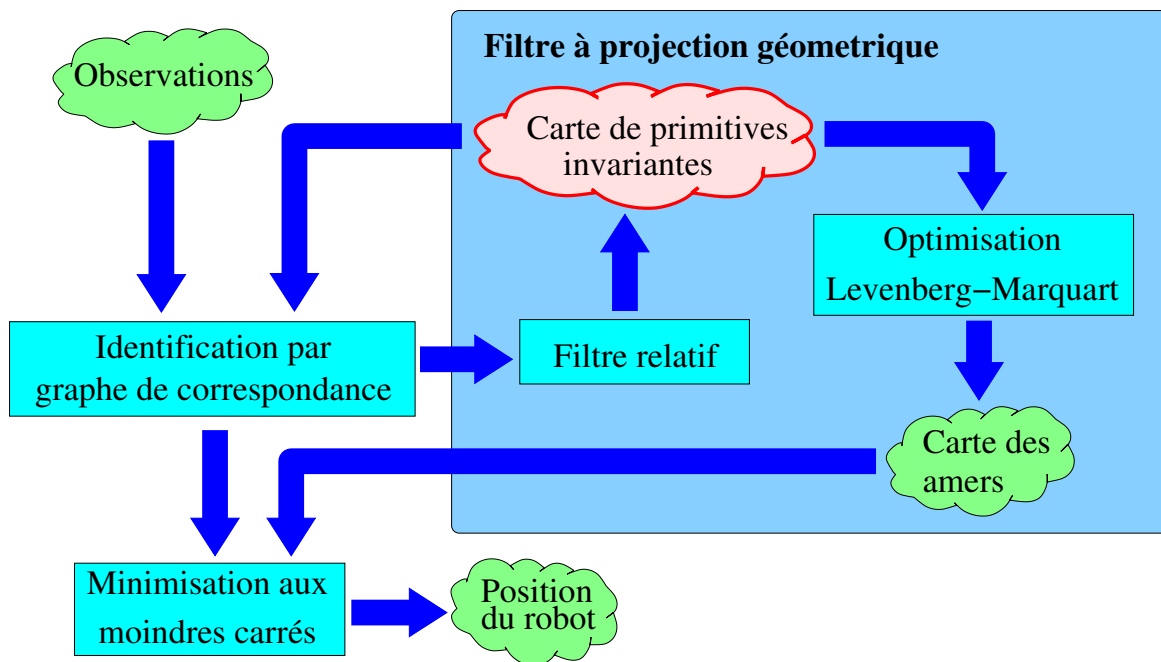 Filtre à projection géometrique
Observations
Carte de primitives
invariantes
Optimisation
Levenberg–Marquart
Identification par
graphe de correspondance
Filtre relatif
Carte des
amers
Minimisation aux
moindres carrés
Position
du robot